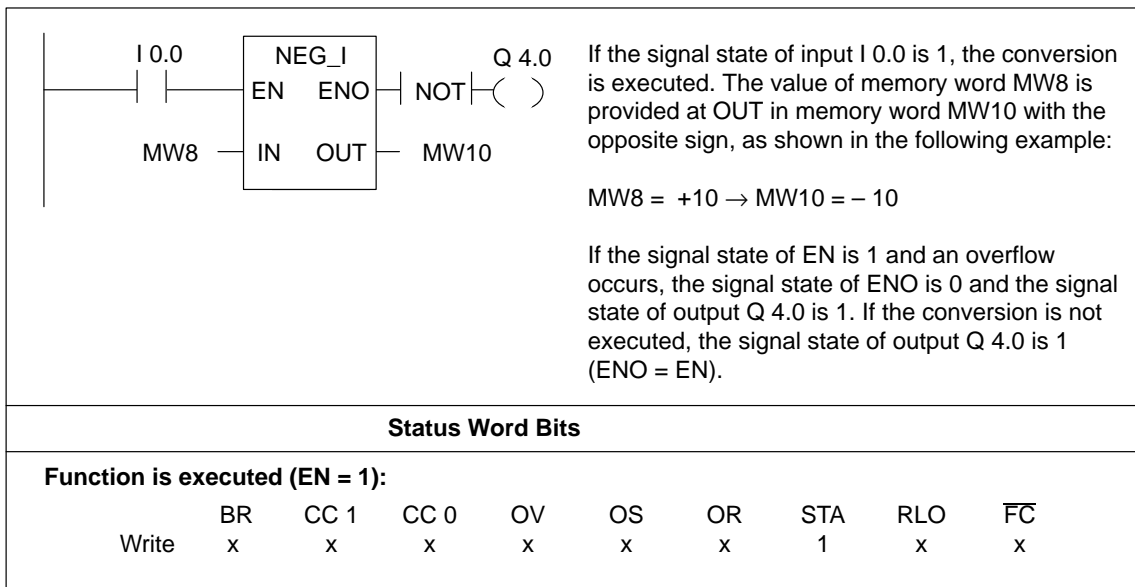 I 0.0
NEG_I
Q 4.0
EN ENO NOT
MW8 IN OUT MW10
If the signal state of input I 0.0 is 1, the conversion
is executed. The value of memory word MW8 is
provided at OUT in memory word MW10 with the
opposite sign, as shown in the following example:
MW8 = +10 → MW10 = – 10
If the signal state of EN is 1 and an overflow
occurs, the signal state of ENO is 0 and the signal
state of output Q 4.0 is 1. If the conversion is not
executed, the signal state of output Q 4.0 is 1
(ENO = EN).
Status Word Bits
Function is executed (EN = 1):
BR CC 1 CC 0 OV OS OR STA RLO F̅C̅
Write x x x x x x 1 x x